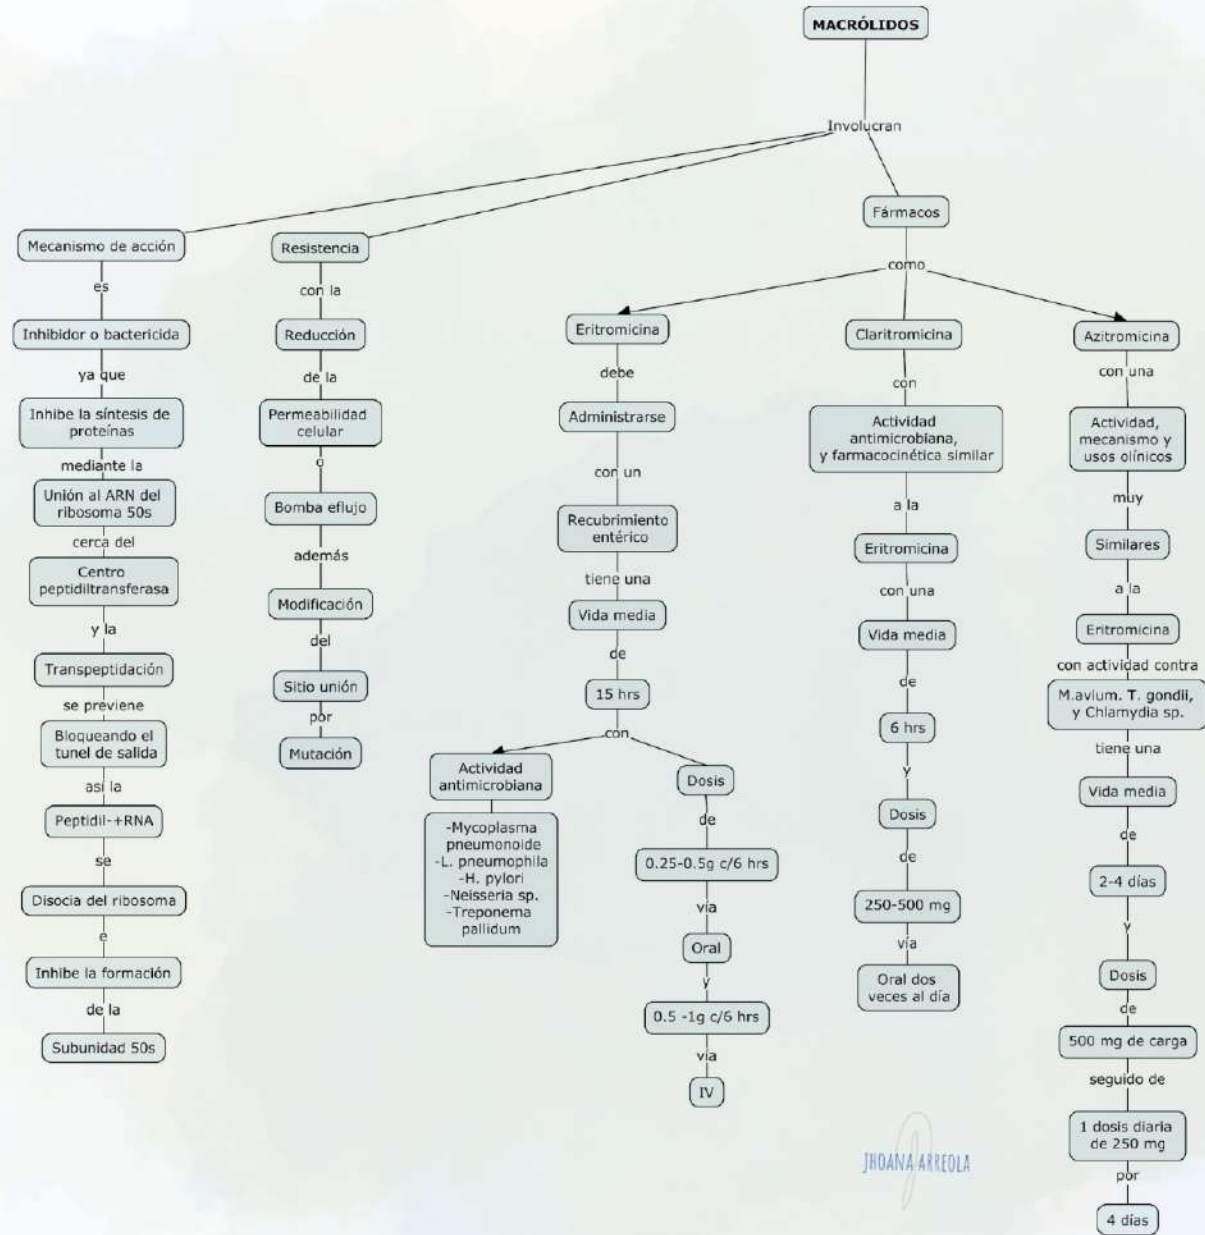 MACRÓLIDOS
Involucran
Mecanismo de acción
es
Inhibidor o bactericida
ya que
Inhibe la síntesis de
proteínas
mediante la
Unión al ARN del
ribosoma 50s
cerca del
Centro
peptidiltransferasa
y la
Transpeptidación
se previene
Bloqueando el
tunel de salida
así la
Peptidil-+RNA
se
Disocia del ribosoma
e
Inhibe la formación
de la
Subunidad 50s
Resistencia
con la
Reducción
de la
Permeabilidad
celular
o
Bomba eflujo
además
Modificación
del
Sitio unión
por
Mutación
Fármacos
como
Eritromicina
debe
Administrarse
con un
Recubrimiento
entérico
tiene una
Vida media
de
15 hrs
con
Actividad
antimicrobiana
-Mycoplasma
pneumonoide
-L. pneumophila
-H. pylori
-Neisseria sp.
-Treponema
pallidum
Dosis
de
0.25-0.5g c/6 hrs
vía
Oral
y
0.5 -1g c/6 hrs
vía
IV
Claritromicina
con
Actividad
antimicrobiana,
y farmacocinética similar
a la
Eritromicina
con una
Vida media
de
6 hrs
y
Dosis
de
250-500 mg
vía
Oral dos
veces al día
Azitromicina
con una
Actividad,
mecanismo y
usos olínicos
muy
Similares
a la
Eritromicina
con actividad contra
M.avium. T. gondii,
y Chlamydia sp.
tiene una
Vida media
de
2-4 días
y
Dosis
de
500 mg de carga
seguido de
1 dosis diaria
de 250 mg
por
4 días
JHOANA ARREOLA